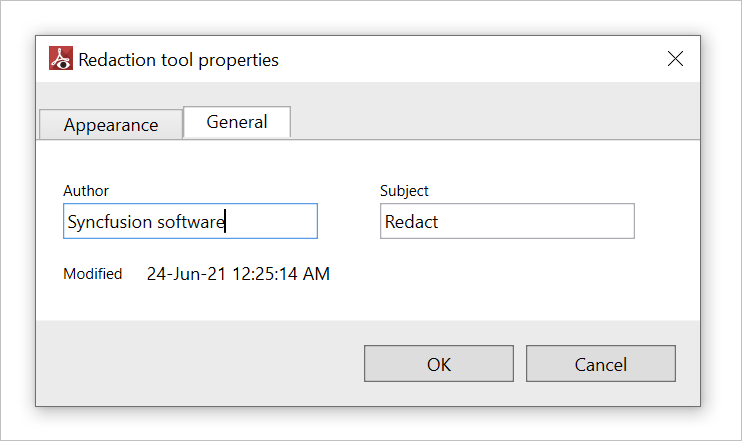 Redaction tool properties
Appearance
General
Author
Subject
Syncfusion software
Redact
Modified 24-Jun-21 12:25:14 AM
OK
Cancel